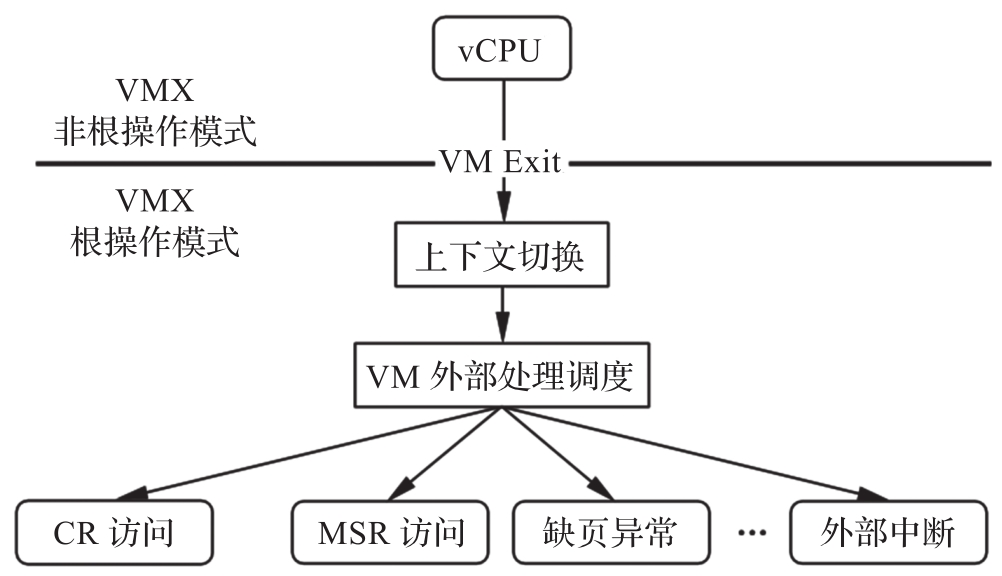 vCPU
VMX
非根操作模式
VM Exit
VMX
根操作模式
上下文切换
VM 外部处理调度
CR 访问
MSR 访问
缺页异常
···
外部中断